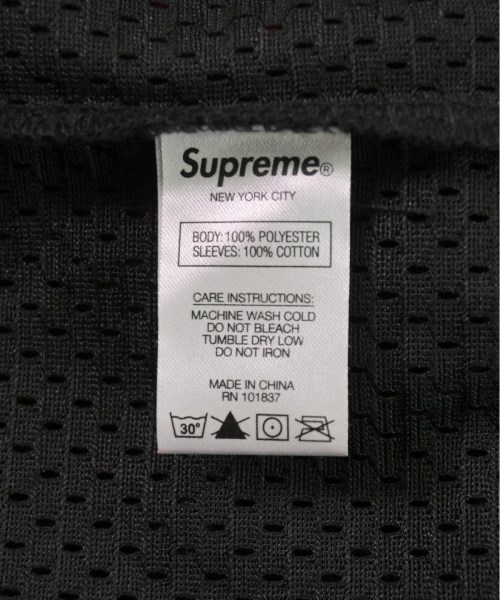 Supreme®
NEW YORK CITY
BODY: 100% POLYESTER
SLEEVES: 100% COTTON
CARE INSTRUCTIONS:
MACHINE WASH COLD
DO NOT BLEACH
TUMBLE DRY LOW
DO NOT IRON
MADE IN CHINA
RN 101837
30°